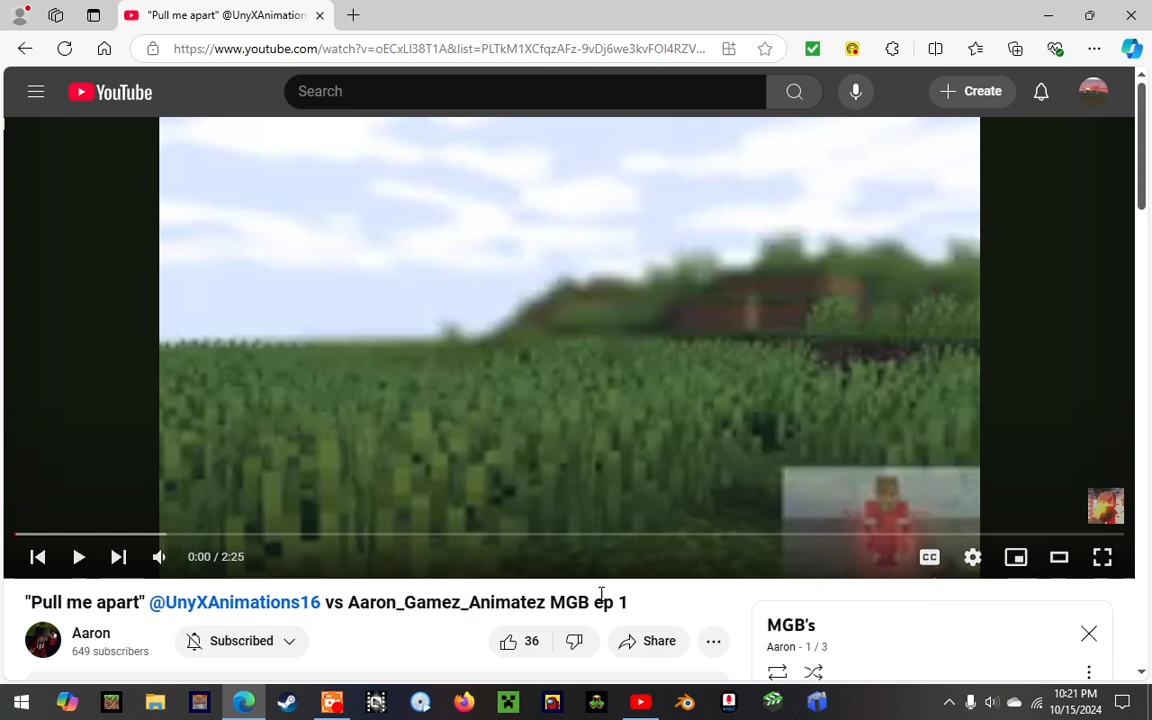 "Pull me apart" @UnyXAnimation
https://www.youtube.com/watch?v=oECxLl38T1A&list=PLTkM1XCfqzAFz-9vDj6we3kvFOl4RZV...
YouTube
Search
Create
0:00 / 2:25
CC
"Pull me apart" @UnyXAnimations16 vs Aaron_Gamez_Animatez MGB ep 1
Aaron
649 subscribers
Subscribed
36
Share
MGB's
Aaron - 1 / 3
10:21 PM
10/15/2024